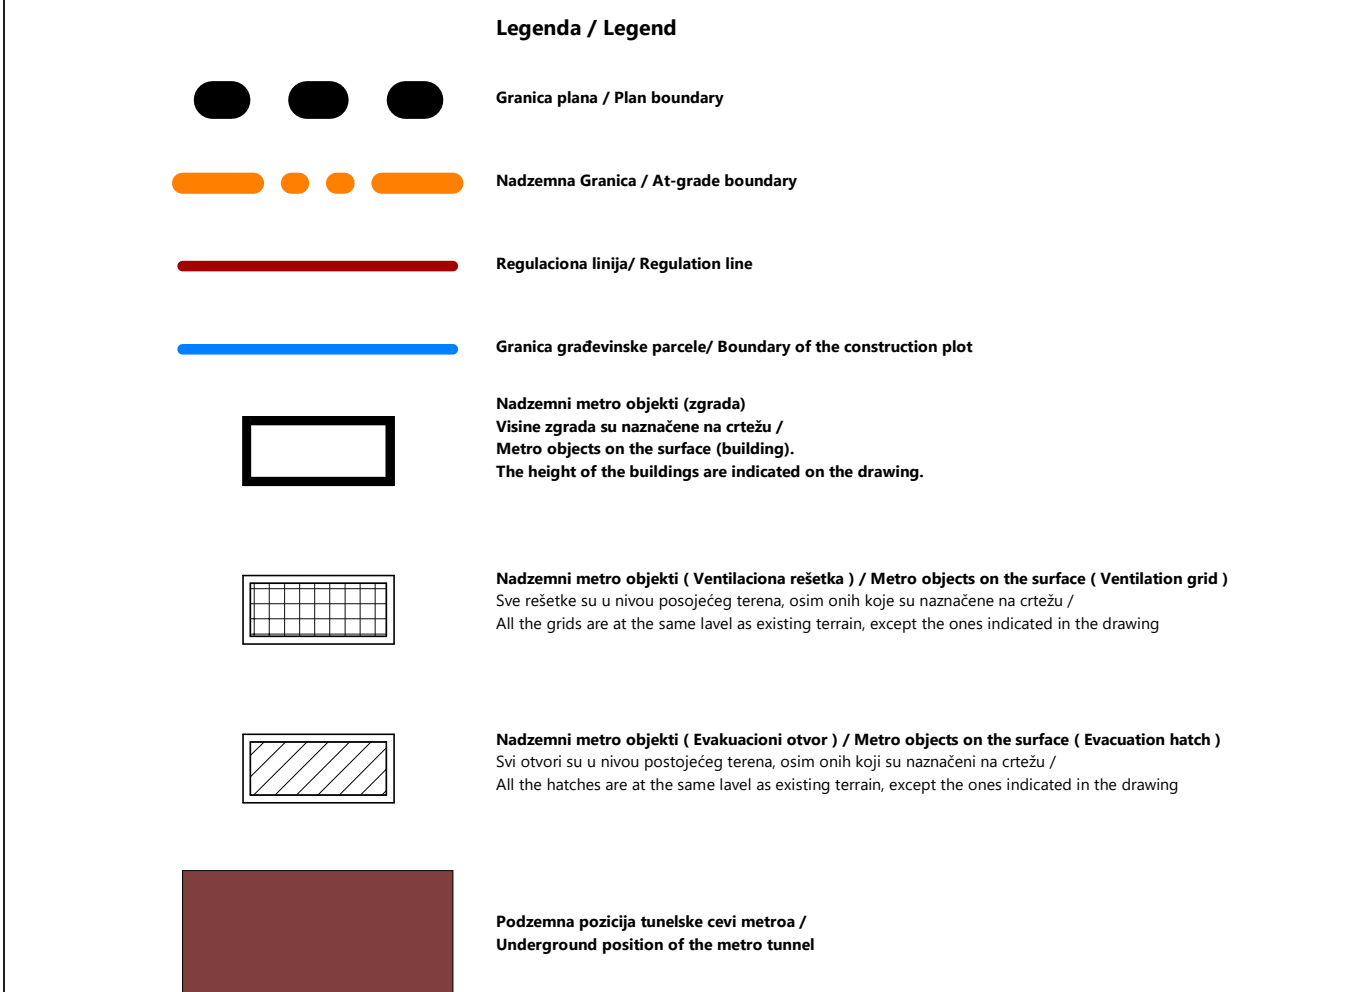 Legenda / Legend
Granica plana / Plan boundary
Nadzemna Granica / At-grade boundary
Regulaciona linija/ Regulation line
Granica građevinske parcele/ Boundary of the construction plot
Nadzemni metro objekti (zgrada)
Visine zgrada su naznačene na crtežu /
Metro objects on the surface (building).
The height of the buildings are indicated on the drawing.
Nadzemni metro objekti ( Ventilaciona rešetka ) / Metro objects on the surface ( Ventilation grid )
Sve rešetke su u nivou posojećeg terena, osim onih koje su naznačene na crtežu /
All the grids are at the same lavel as existing terrain, except the ones indicated in the drawing
Nadzemni metro objekti ( Evakuacioni otvor ) / Metro objects on the surface ( Evacuation hatch )
Svi otvori su u nivou postojećeg terena, osim onih koji su naznačeni na crtežu /
All the hatches are at the same lavel as existing terrain, except the ones indicated in the drawing
Podzemna pozicija tunelske cevi metroa /
Underground position of the metro tunnel